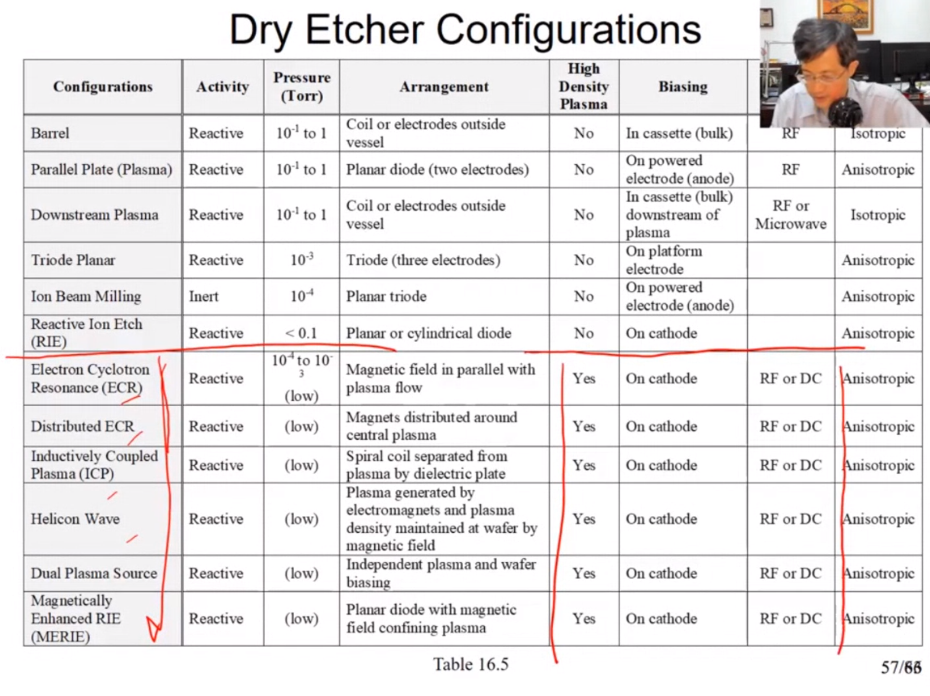 Dry Etcher Configurations
Configurations Activity Pressure (Torr) Arrangement High Density Plasma Biasing
Barrel Reactive 10-1 to 1 Coil or electrodes outside vessel No In cassette (bulk) RF Isotropic
Parallel Plate (Plasma) Reactive 10-1 to 1 Planar diode (two electrodes) No On powered electrode (anode) RF Anisotropic
Downstream Plasma Reactive 10-1 to 1 Coil or electrodes outside vessel No In cassette (bulk) downstream of plasma RF or Microwave Isotropic
Triode Planar Reactive 10-3 Triode (three electrodes) No On platform electrode Anisotropic
Ion Beam Milling Inert 10-4 Planar triode No On powered electrode (anode) Anisotropic
Reactive Ion Etch (RIE) Reactive < 0.1 Planar or cylindrical diode No On cathode Anisotropic
Electron Cyclotron Resonance (ECR) Reactive 10-4 to 10-3 (low) Magnetic field in parallel with plasma flow Yes On cathode RF or DC Anisotropic
Distributed ECR Reactive (low) Magnets distributed around central plasma Yes On cathode RF or DC Anisotropic
Inductively Coupled Plasma (ICP) Reactive (low) Spiral coil separated from plasma by dielectric plate Yes On cathode RF or DC Anisotropic
Helicon Wave Reactive (low) Plasma generated by electromagnets and plasma density maintained at wafer by magnetic field Yes On cathode RF or DC Anisotropic
Dual Plasma Source Reactive (low) Independent plasma and wafer biasing Yes On cathode RF or DC Anisotropic
Magnetically Enhanced RIE (MERIE) Reactive (low) Planar diode with magnetic field confining plasma Yes On cathode RF or DC Anisotropic
Table 16.5